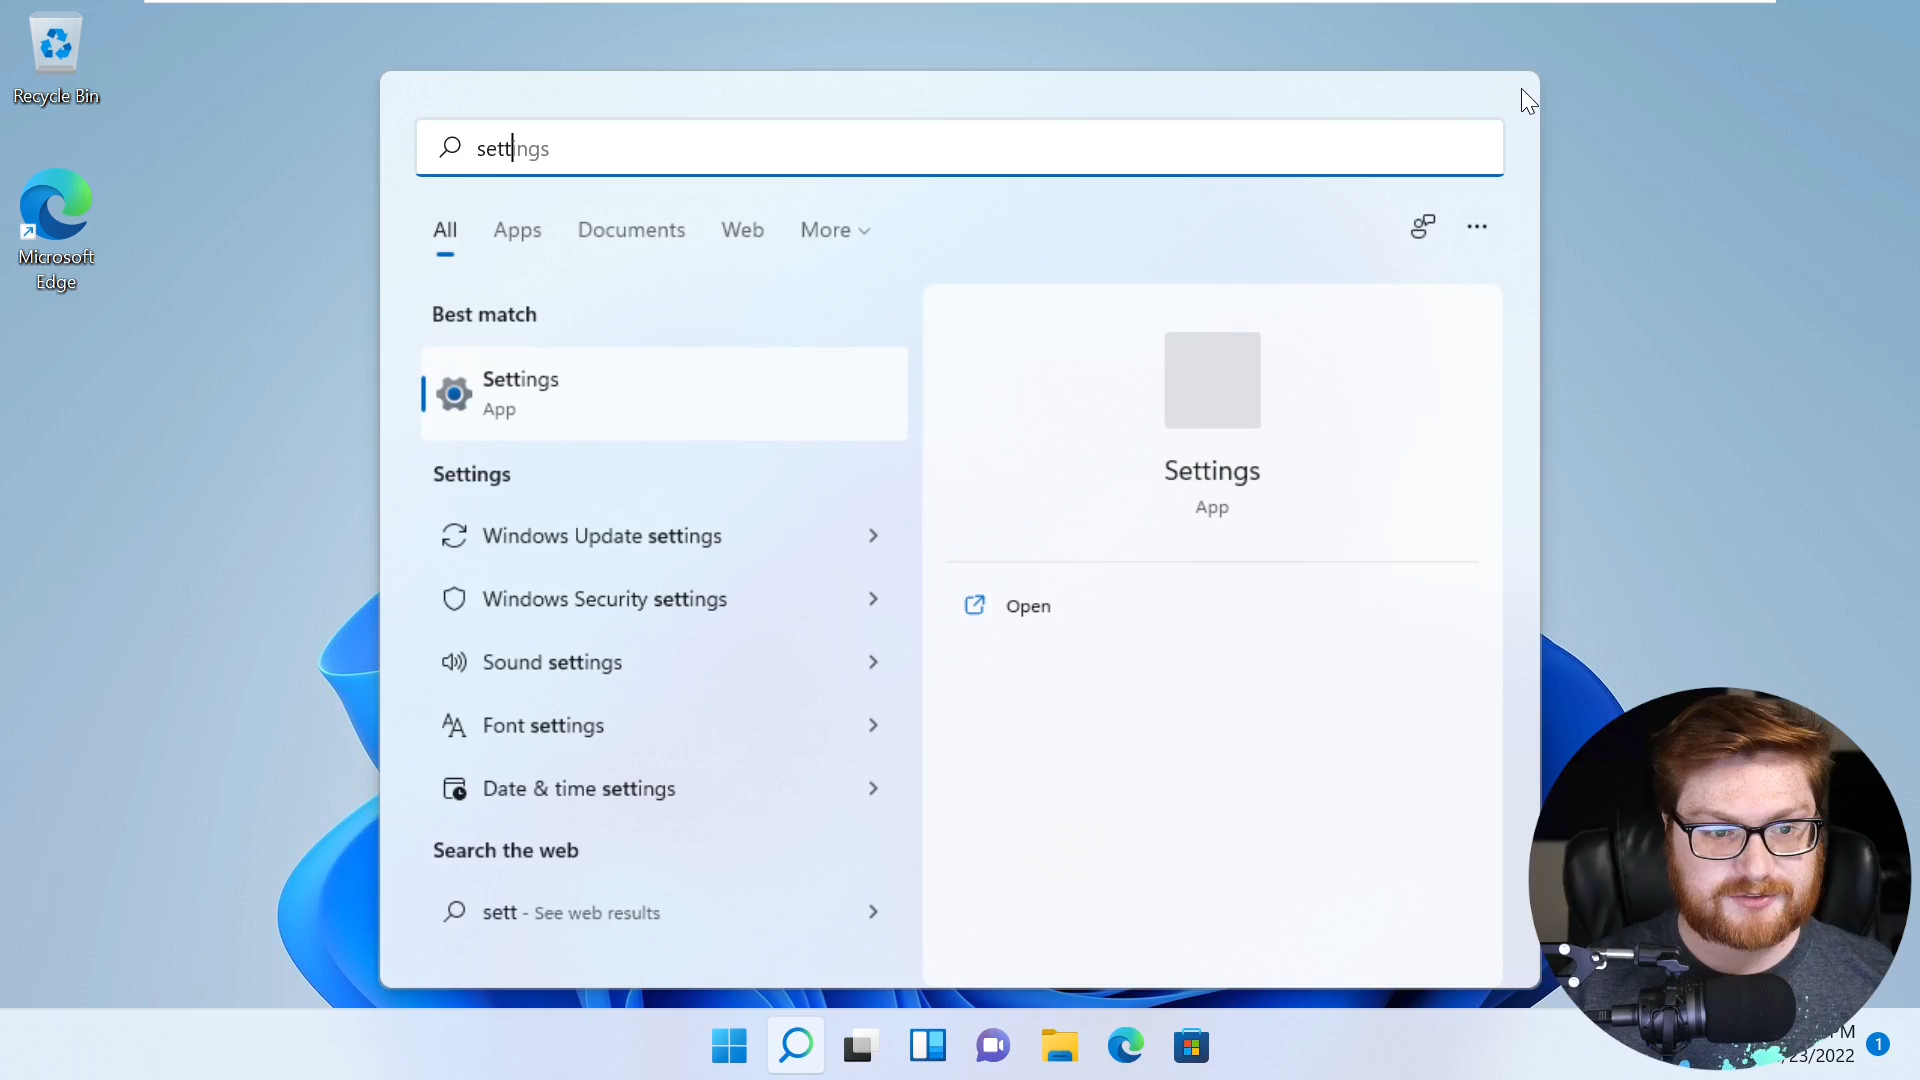 Recycle Bin
Microsoft
Edge
settings
All Apps Documents Web More
Best match
Settings
App
Settings
Windows Update settings
Windows Security settings
Sound settings
Font settings
Date & time settings
Search the web
sett - See web results
Settings
App
Open
PM
/23/2022
1